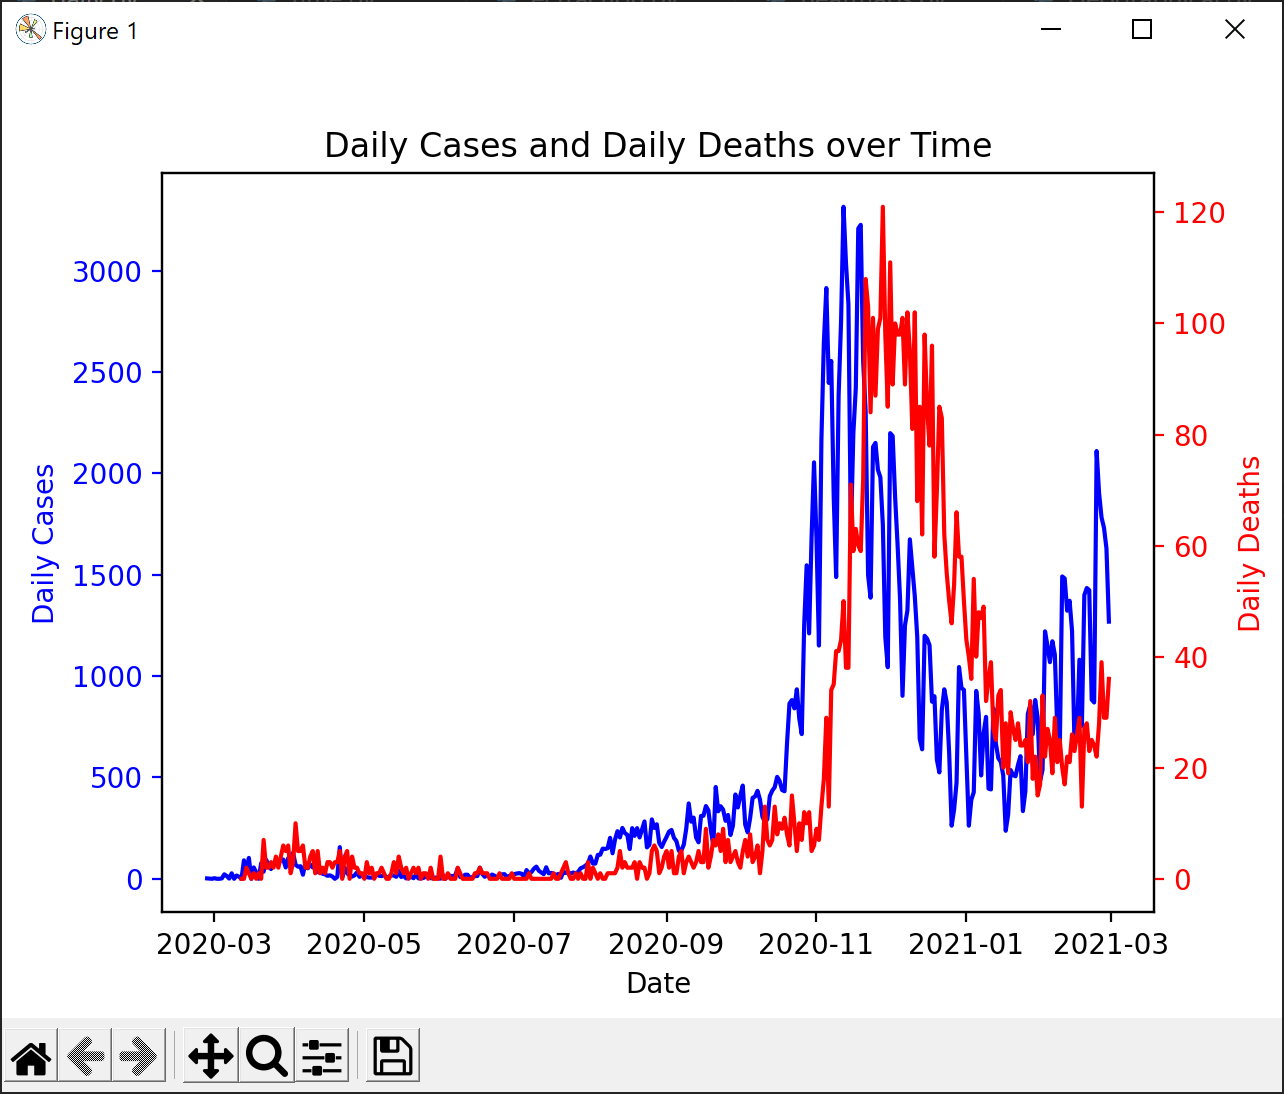 Figure 1
Daily Cases and Daily Deaths over Time
3000
2500
2000
1500
1000
500
0
Daily Cases
120
100
80
60
40
20
0
Daily Deaths
2020-03 2020-05 2020-07 2020-09 2020-11 2021-01 2021-03
Date